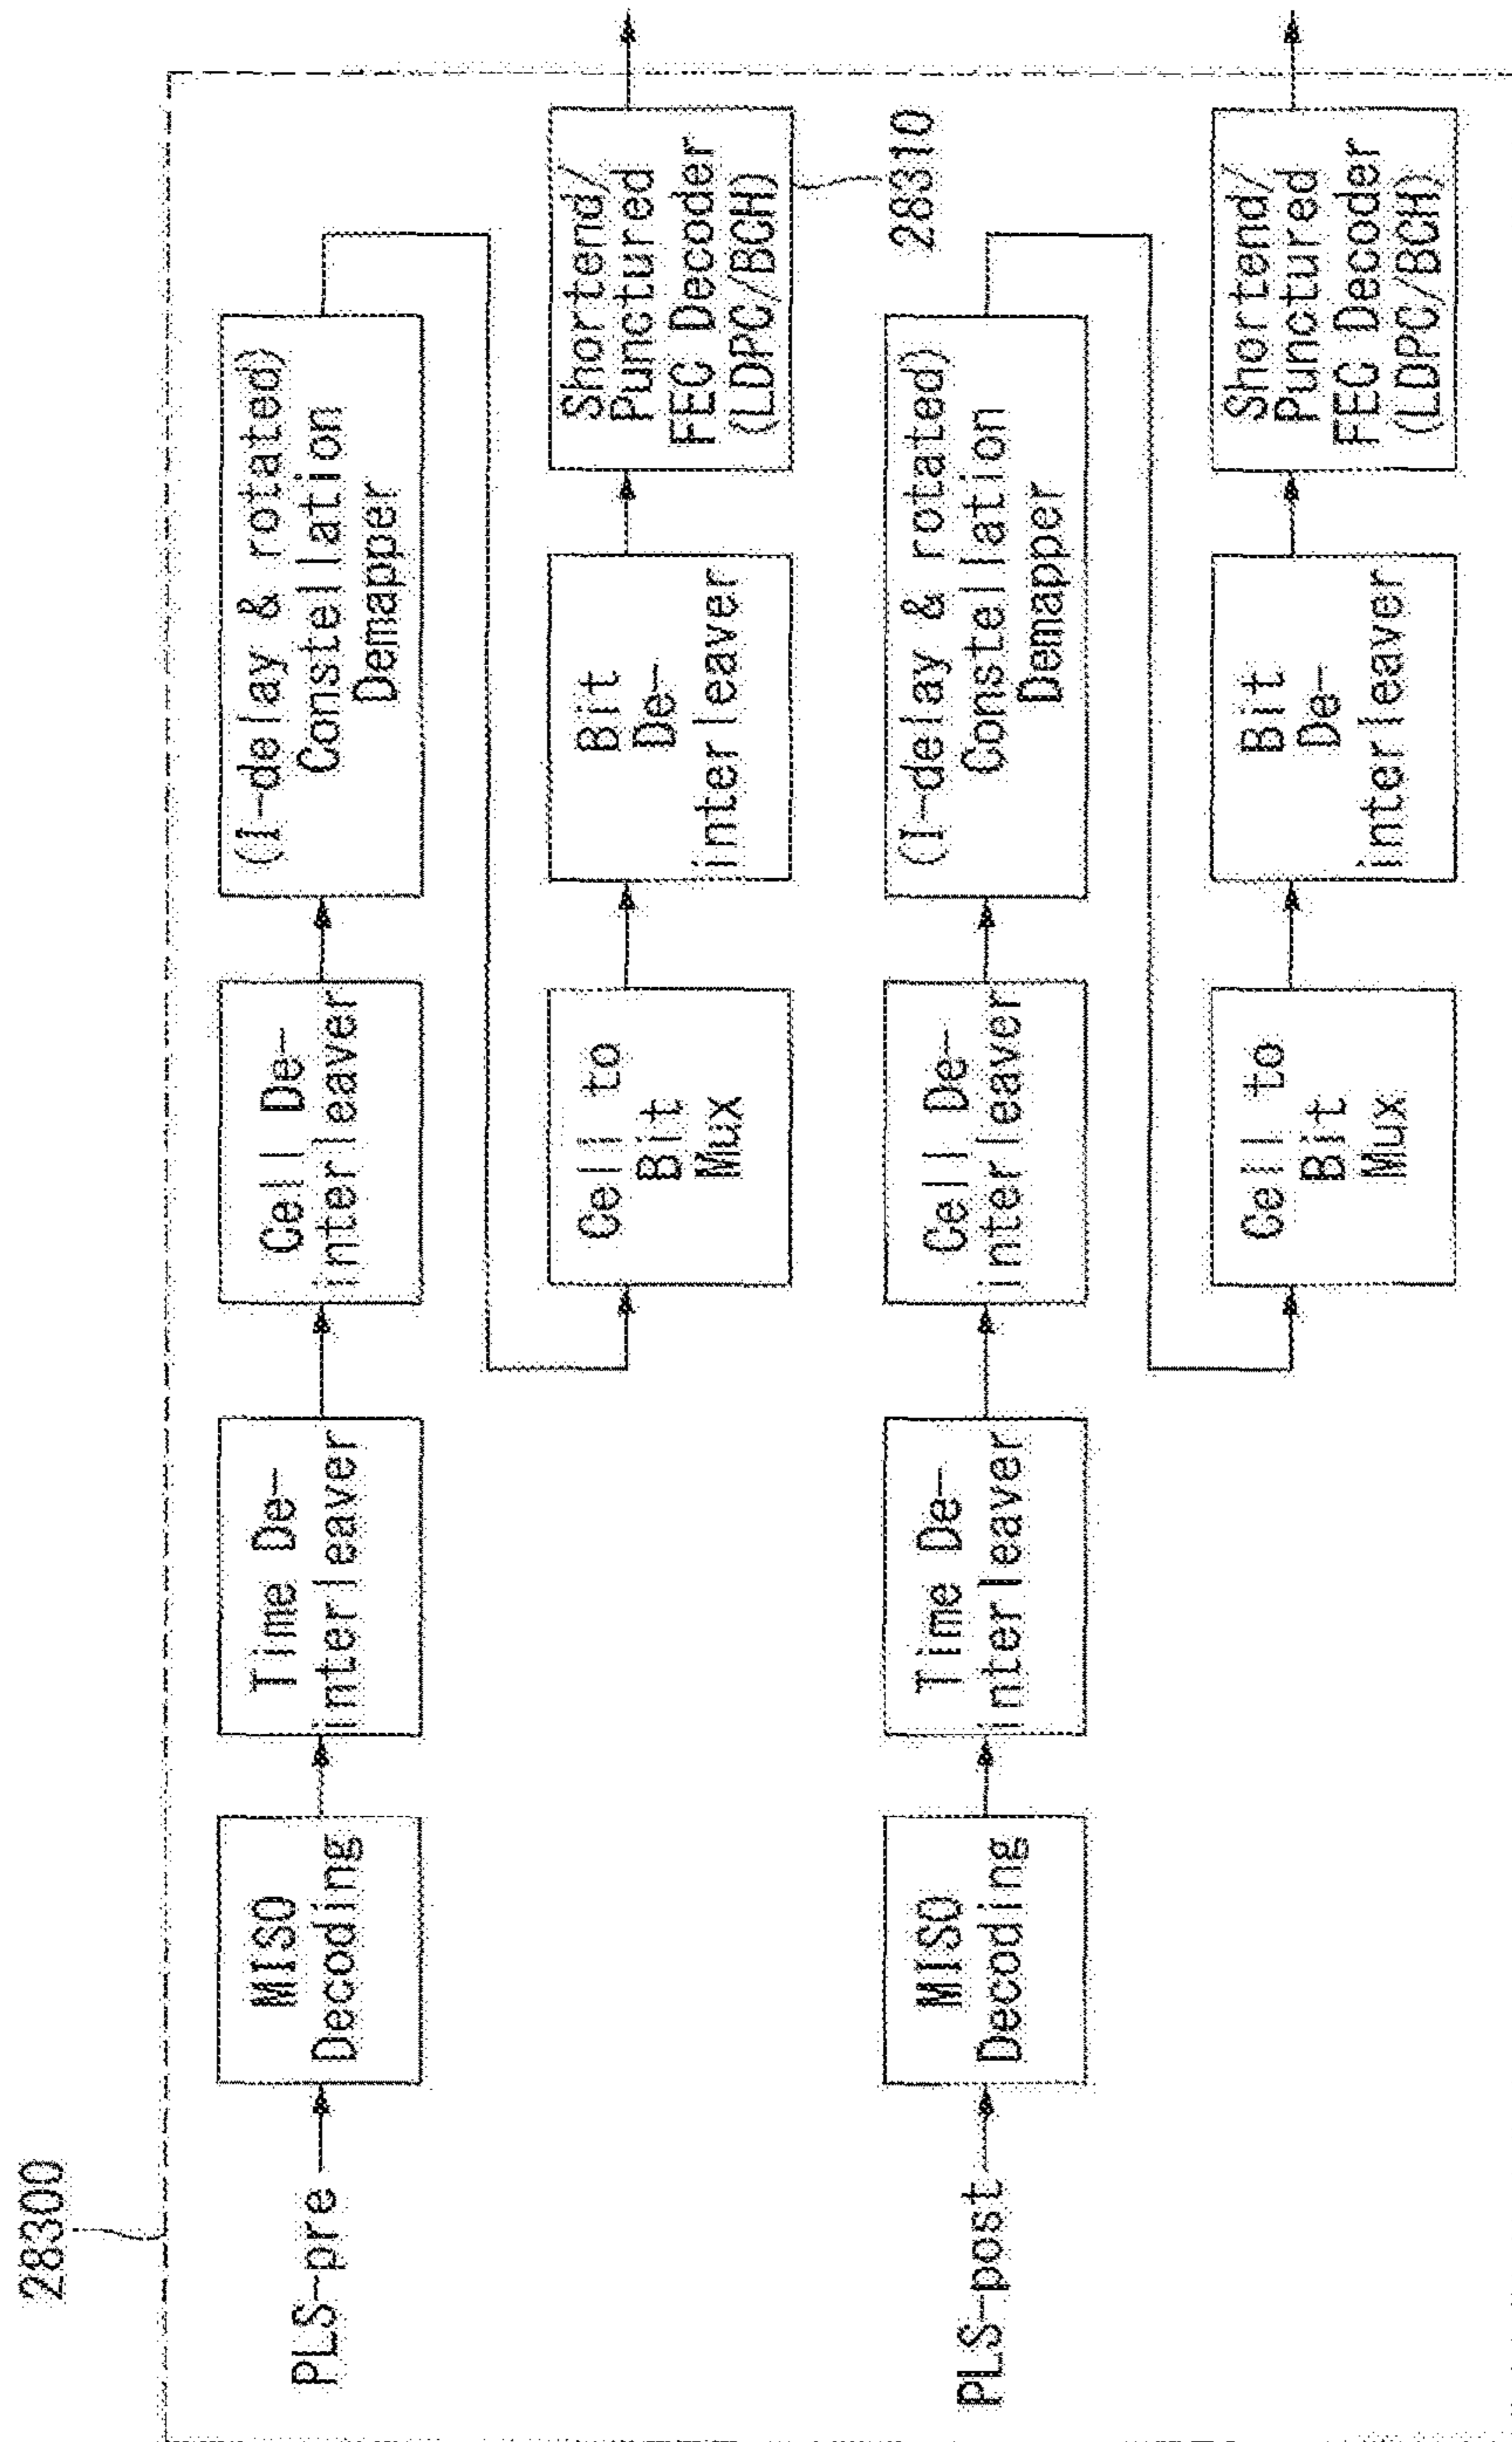 28300
PLS-pre
MISO
Decoding
Time De-
interleaver
Cell De-
interleaver
(I-delay & rotated)
Constellation
Demapper
Cell to
Bit
Mux
Bit
De-
interleaver
Shortend/
Punctured
FEC Decoder
(LDPC/BCH)
28310
PLS-post
MISO
Decoding
Time De-
interleaver
Cell De-
interleaver
(I-delay & rotated)
Constellation
Demapper
Cell to
Bit
Mux
Bit
De-
interleaver
Shortend/
Punctured
FEC Decoder
(LDPC/BCH)